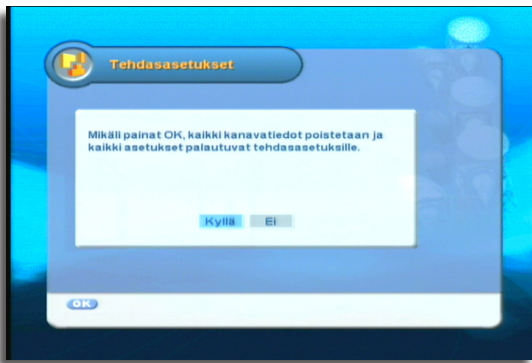 Tehdasasetukset
Mikäli painat OK, kaikki kanavatiedot poistetaan ja
kaikki asetukset palautuvat tehdasasetuksille.
Kyllä Ei
OK